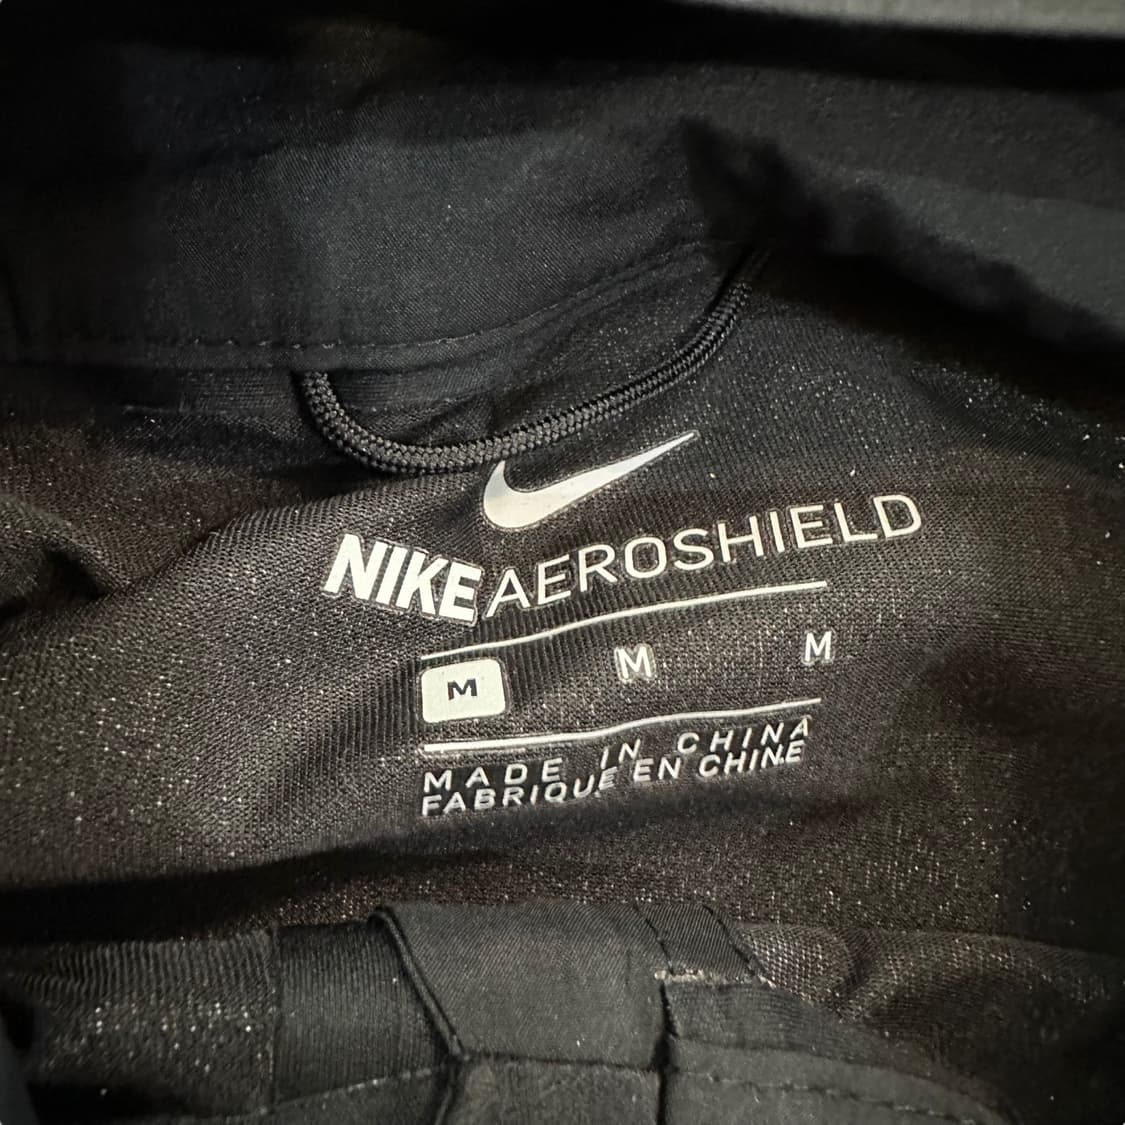 NIKE AEROSHIELD
M M M
MADE IN CHINA
FABRIQUE EN CHINE